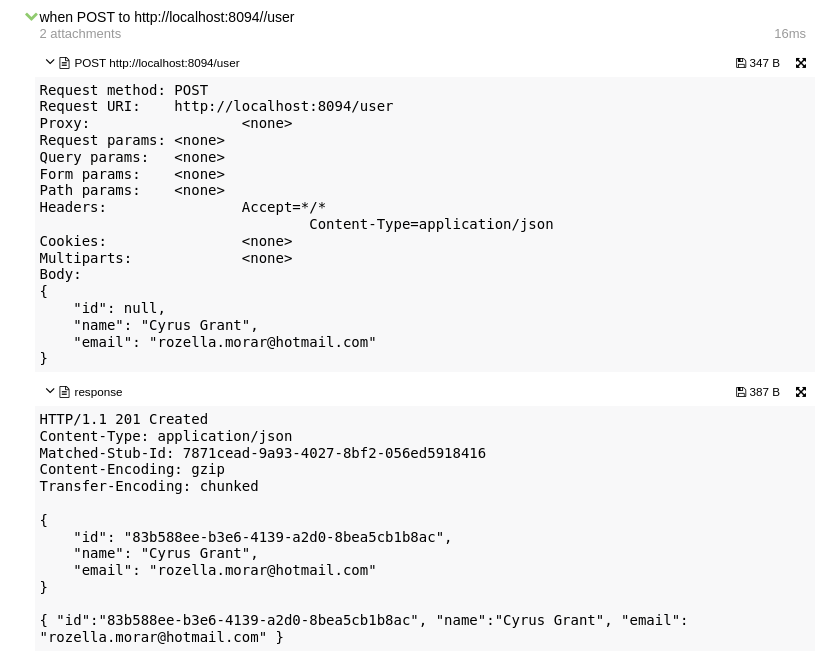 when POST to http://localhost:8094//user
2 attachments 16ms
POST http://localhost:8094/user 347 B
Request method: POST
Request URI: http://localhost:8094/user
Proxy: <none>
Request params: <none>
Query params: <none>
Form params: <none>
Path params: <none>
Headers: Accept=*/*
Content-Type=application/json
Cookies: <none>
Multiparts: <none>
Body:
{
"id": null,
"name": "Cyrus Grant",
"email": "rozella.morar@hotmail.com"
}
response 387 B
HTTP/1.1 201 Created
Content-Type: application/json
Matched-Stub-Id: 7871cead-9a93-4027-8bf2-056ed5918416
Content-Encoding: gzip
Transfer-Encoding: chunked
{
"id": "83b588ee-b3e6-4139-a2d0-8bea5cb1b8ac",
"name": "Cyrus Grant",
"email": "rozella.morar@hotmail.com"
}
{ "id":"83b588ee-b3e6-4139-a2d0-8bea5cb1b8ac", "name":"Cyrus Grant", "email":
"rozella.morar@hotmail.com" }